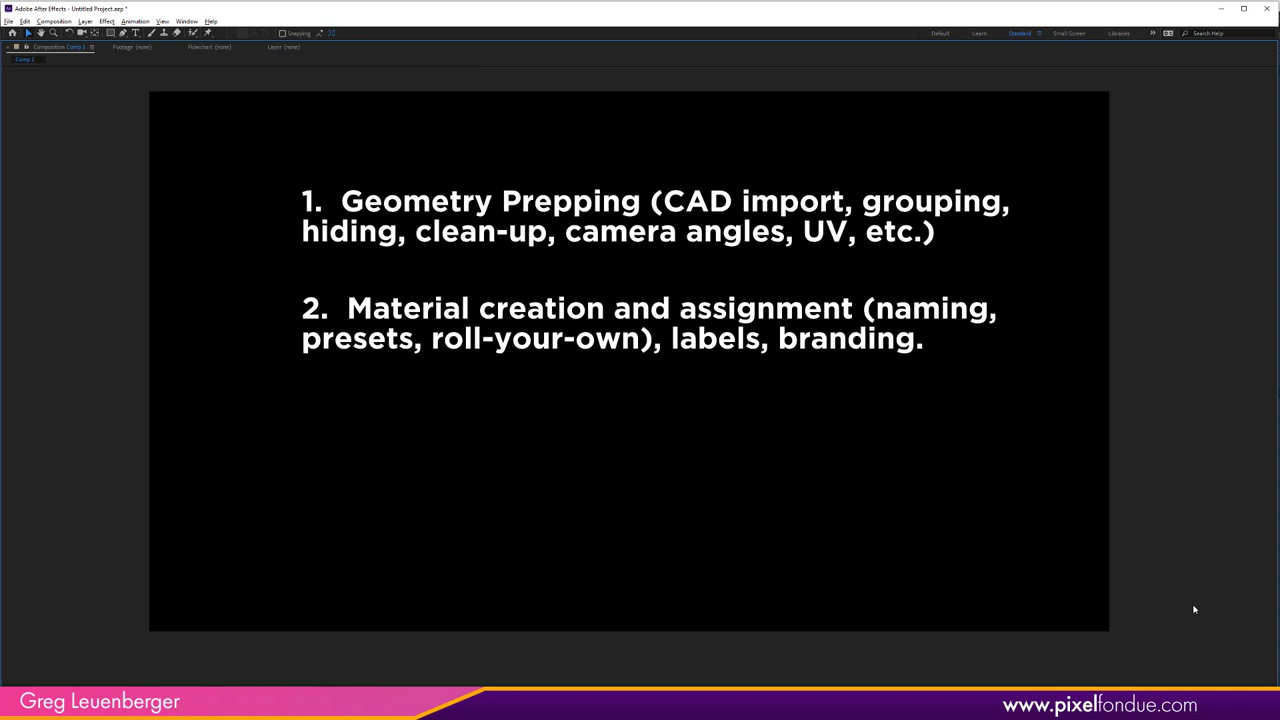 Adobe After Effects - Untitled Project.aep *
File Edit Composition Layer Effect Animation View Window Help
Snapping Default Learn Standard Small Screen Libraries Search Help
Composition Comp 1 Footage (none) Flowchart (none) Layer (none)
Comp 1
1. Geometry Prepping (CAD import, grouping,
hiding, clean-up, camera angles, UV, etc.)
2. Material creation and assignment (naming,
presets, roll-your-own), labels, branding.
Greg Leuenberger
www.pixelfondue.com